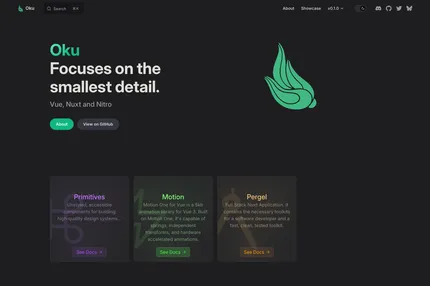 Oku
Search
About
Showcase
v0.1.0
Oku
Focuses on the
smallest detail.
Vue, Nuxt and Nitro
About
View on GitHub
Primitives
Unstyled, accessible
components for building
high-quality design systems.
See Docs
Motion
Motion One for Vue is a 5kb
animation library for Vue 3. Built
on Motion One, it's capable of
springs, independent
transforms, and hardware
accelerated animations.
See Docs
Pergel
Full Stack Nuxt Application. It
contains the necessary toolkits
for a software developer and a
fast, clean, tested toolkit.
See Docs